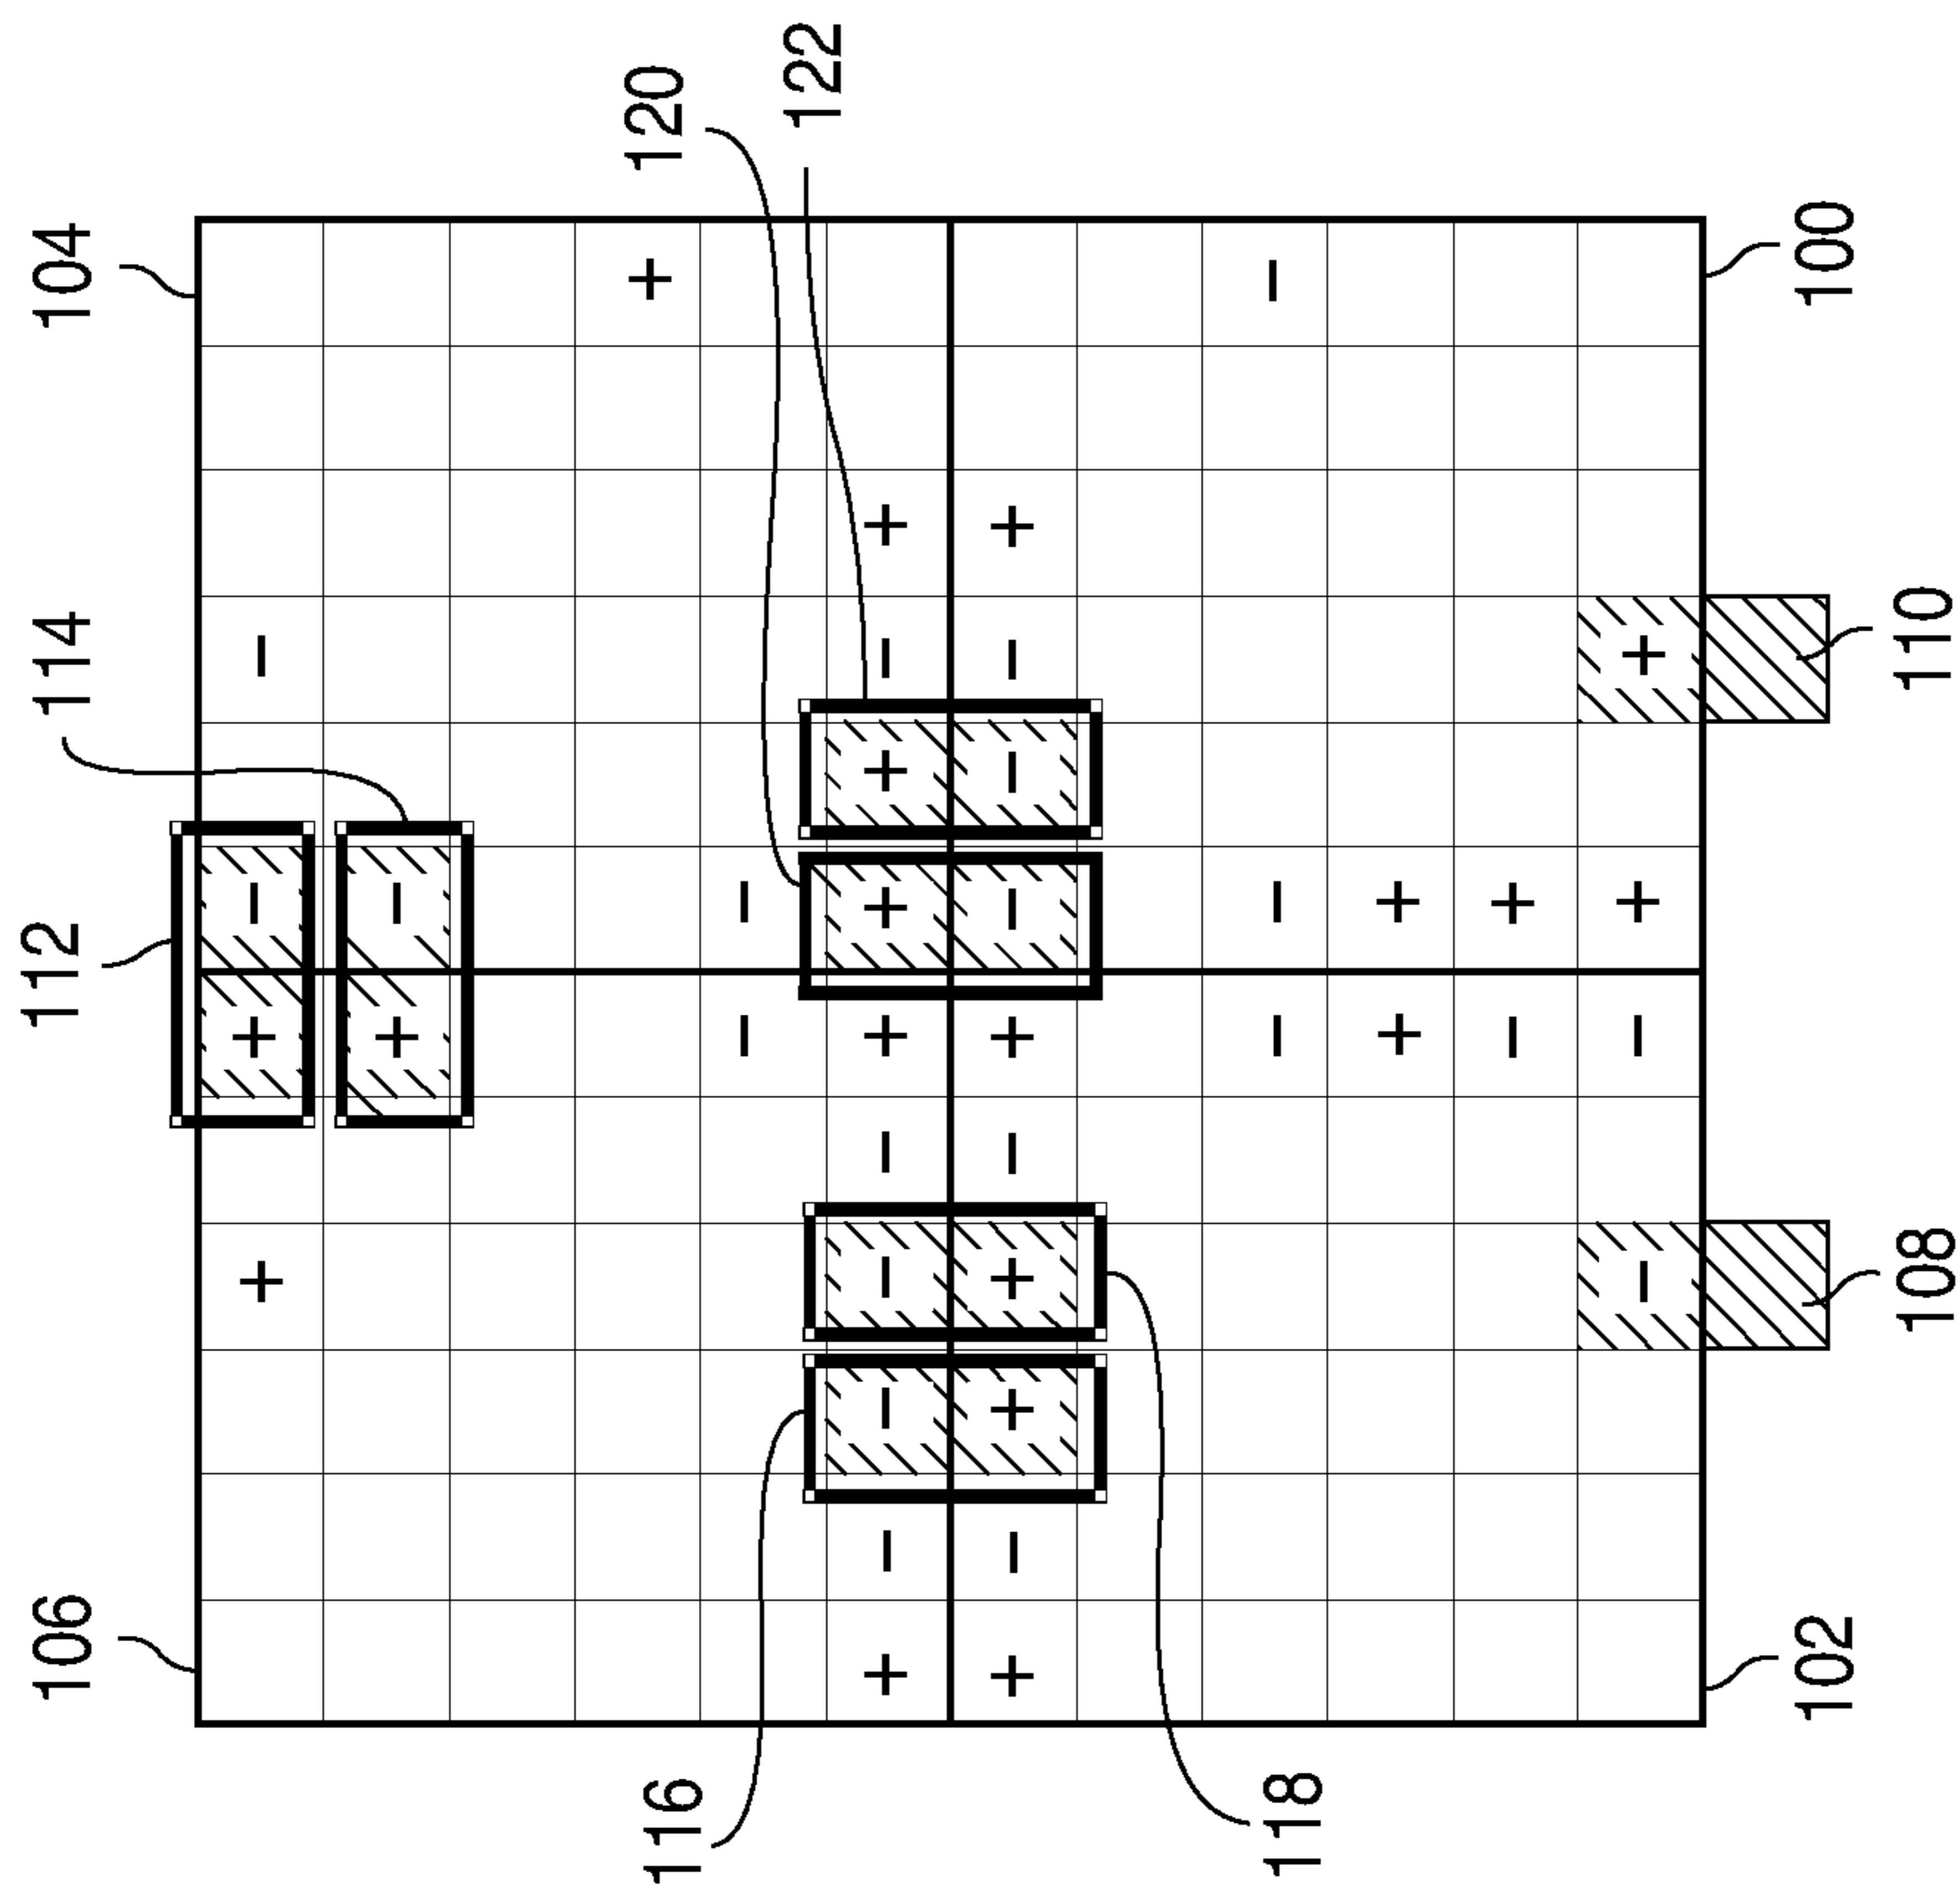 106 112 114 104
+ + − −
+ −
116 + 120
− −
122
+ − − − − + + + − +
+ − + + − + − − − +
118 − − −
+ +
− +
− − + +
102 100
108 110